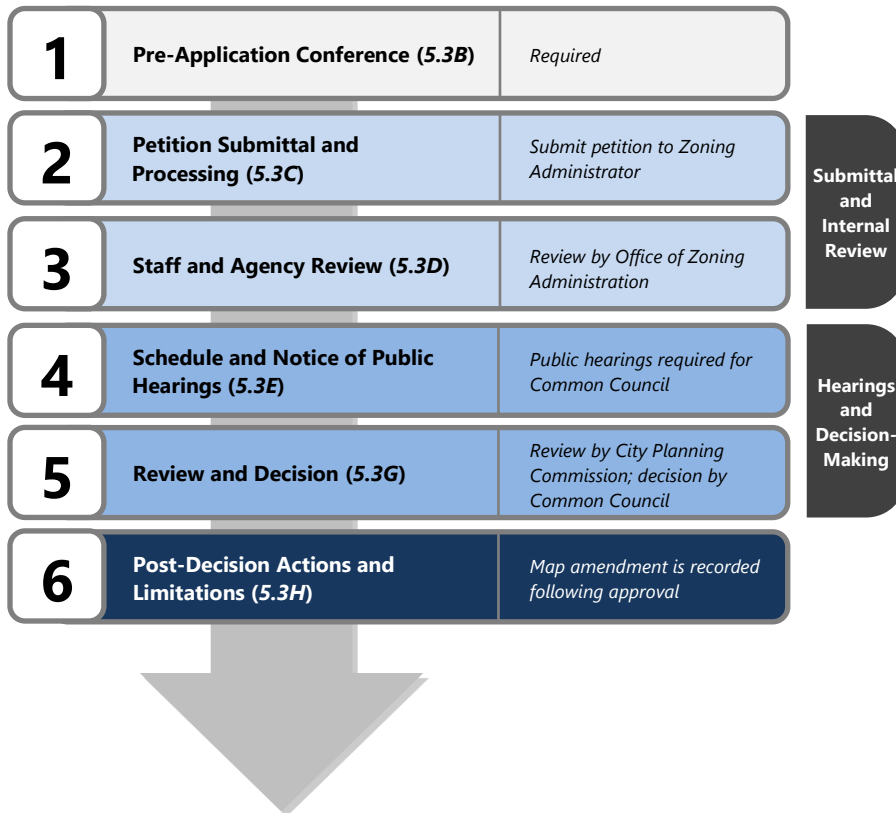 1
Pre-Application Conference (5.3B)
Required
2
Petition Submittal and
Processing (5.3C)
Submit petition to Zoning
Administrator
3
Staff and Agency Review (5.3D)
Review by Office of Zoning
Administration
Submittal
and
Internal
Review
4
Schedule and Notice of Public
Hearings (5.3E)
Public hearings required for
Common Council
5
Review and Decision (5.3G)
Review by City Planning
Commission; decision by
Common Council
Hearings
and
Decision-
Making
6
Post-Decision Actions and
Limitations (5.3H)
Map amendment is recorded
following approval